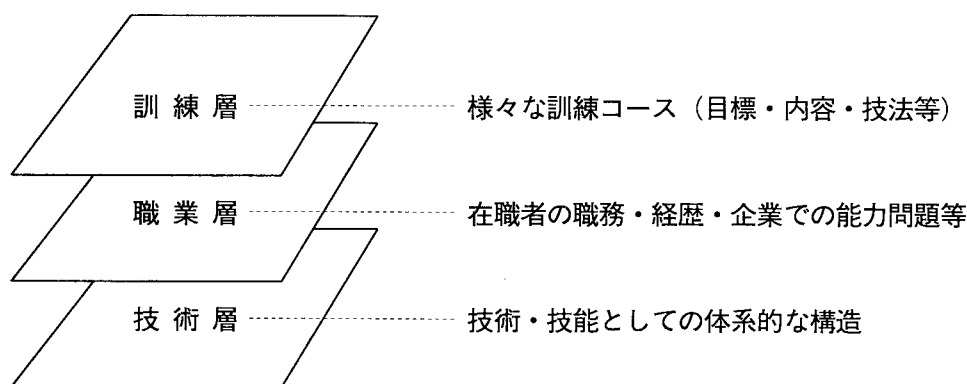 訓練層 様々な訓練コース（目標・内容・技法等）
職業層 在職者の職務・経歴・企業での能力問題等
技術層 技術・技能としての体系的な構造